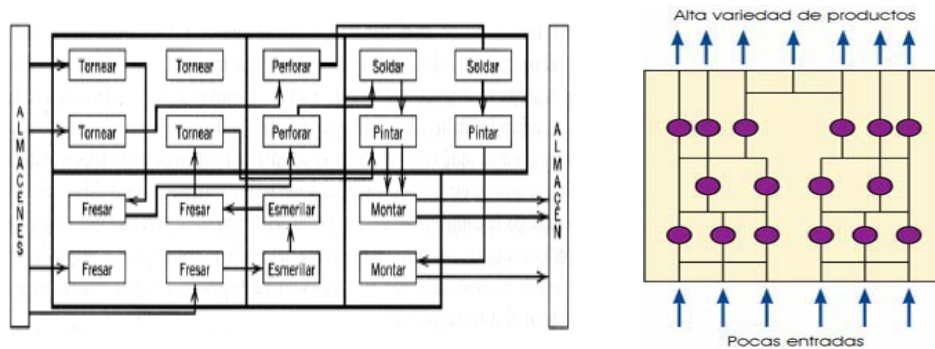 ALMACENES
Tornear
Tornear
Perforar
Soldar
Soldar
Tornear
Tornear
Perforar
Pintar
Pintar
Fresar
Fresar
Esmerilar
Montar
Fresar
Fresar
Esmerilar
Montar
ALMACÉN
Alta variedad de productos
Pocas entradas